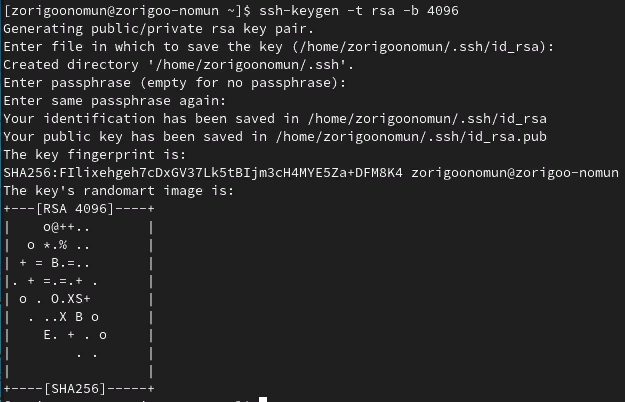 [zorigoonomun@zorigoo-nomun ~]$ ssh-keygen -t rsa -b 4096
Generating public/private rsa key pair.
Enter file in which to save the key (/home/zorigoonomun/.ssh/id_rsa):
Created directory '/home/zorigoonomun/.ssh'.
Enter passphrase (empty for no passphrase):
Enter same passphrase again:
Your identification has been saved in /home/zorigoonomun/.ssh/id_rsa
Your public key has been saved in /home/zorigoonomun/.ssh/id_rsa.pub
The key fingerprint is:
SHA256:FIlixehgeh7cDxGV37Lk5tBIjm3cH4MYE5Za+DFM8K4 zorigoonomun@zorigoo-nomun
The key's randomart image is:
+---[RSA 4096]----+
|    o@++..       |
|  o *.% ..       |
| + = B.=..       |
|. + =.=.+ .      |
| o . O.XS+       |
|  . ..X B o      |
|    E. + . o     |
|        . .      |
|                 |
+----[SHA256]-----+